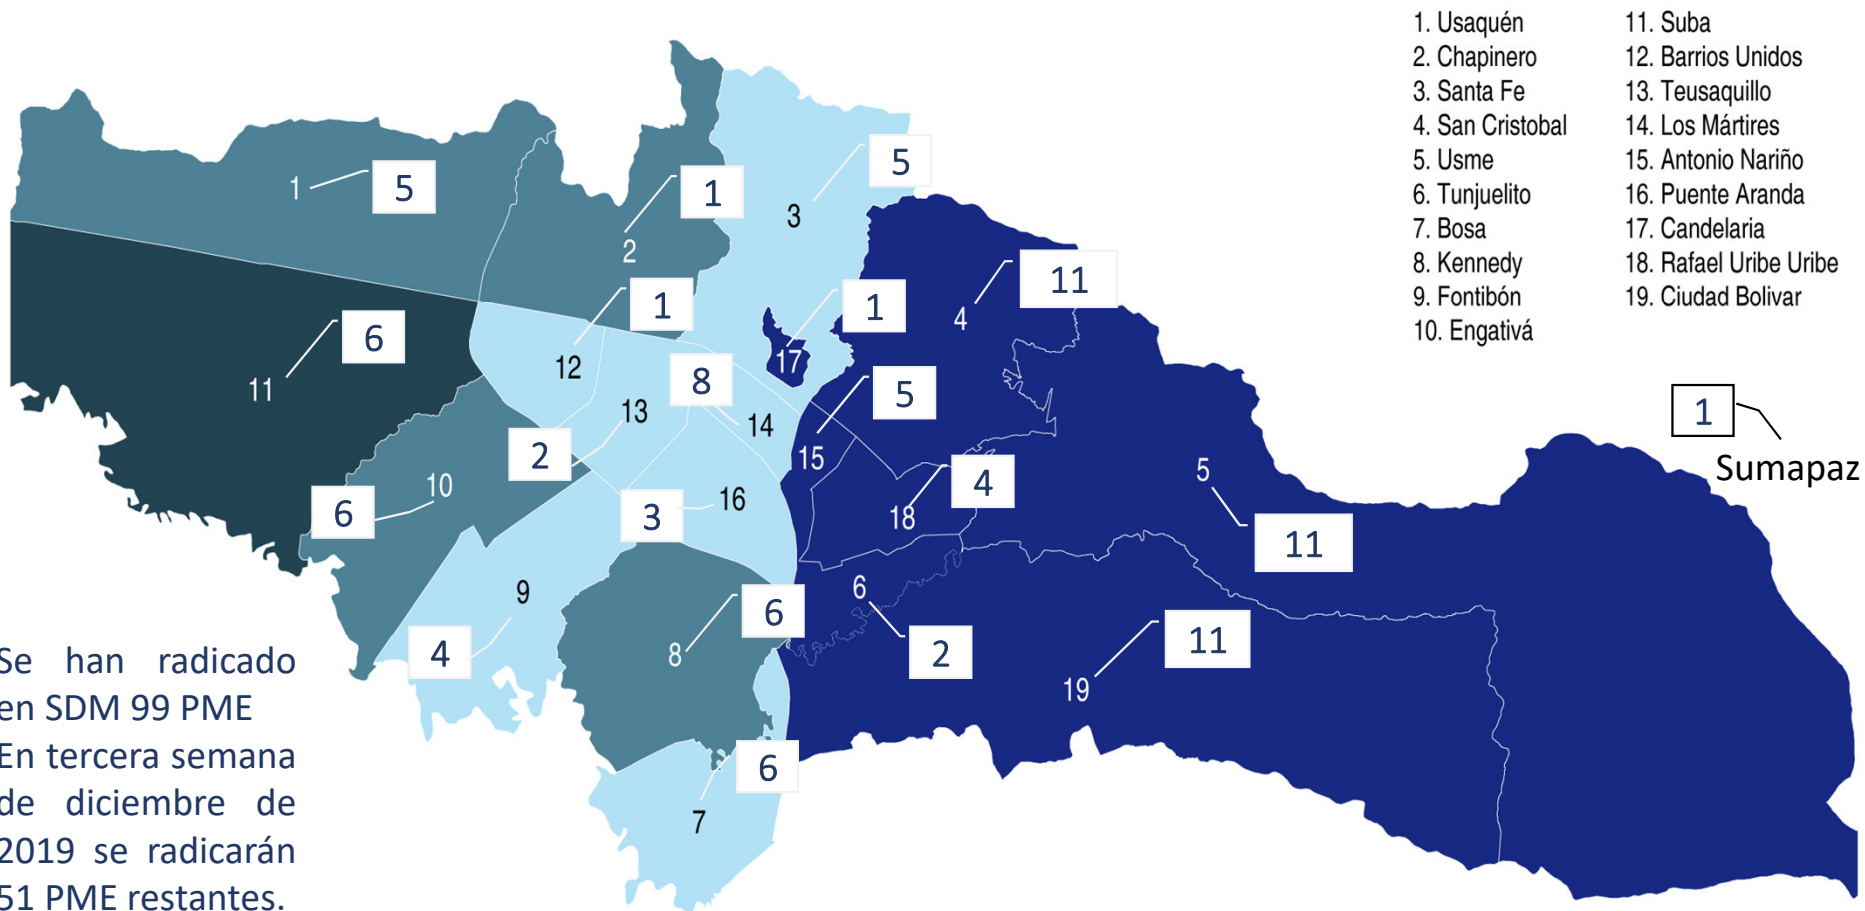 1. Usaquén
2. Chapinero
3. Santa Fe
4. San Cristobal
5. Usme
6. Tunjuelito
7. Bosa
8. Kennedy
9. Fontibón
10. Engativá
11. Suba
12. Barrios Unidos
13. Teusaquillo
14. Los Mártires
15. Antonio Nariño
16. Puente Aranda
17. Candelaria
18. Rafael Uribe Uribe
19. Ciudad Bolivar
1 5
2 1
3 5
4 11
12 1
17 1
11 6
13 2
14 8
15 5
10 6
16 3
18 4
5 11
9 4
8 6
6 2
19 11
7 6
1
Sumapaz
Se han radicado
en SDM 99 PME
En tercera semana
de diciembre de
2019 se radicarán
51 PME restantes.